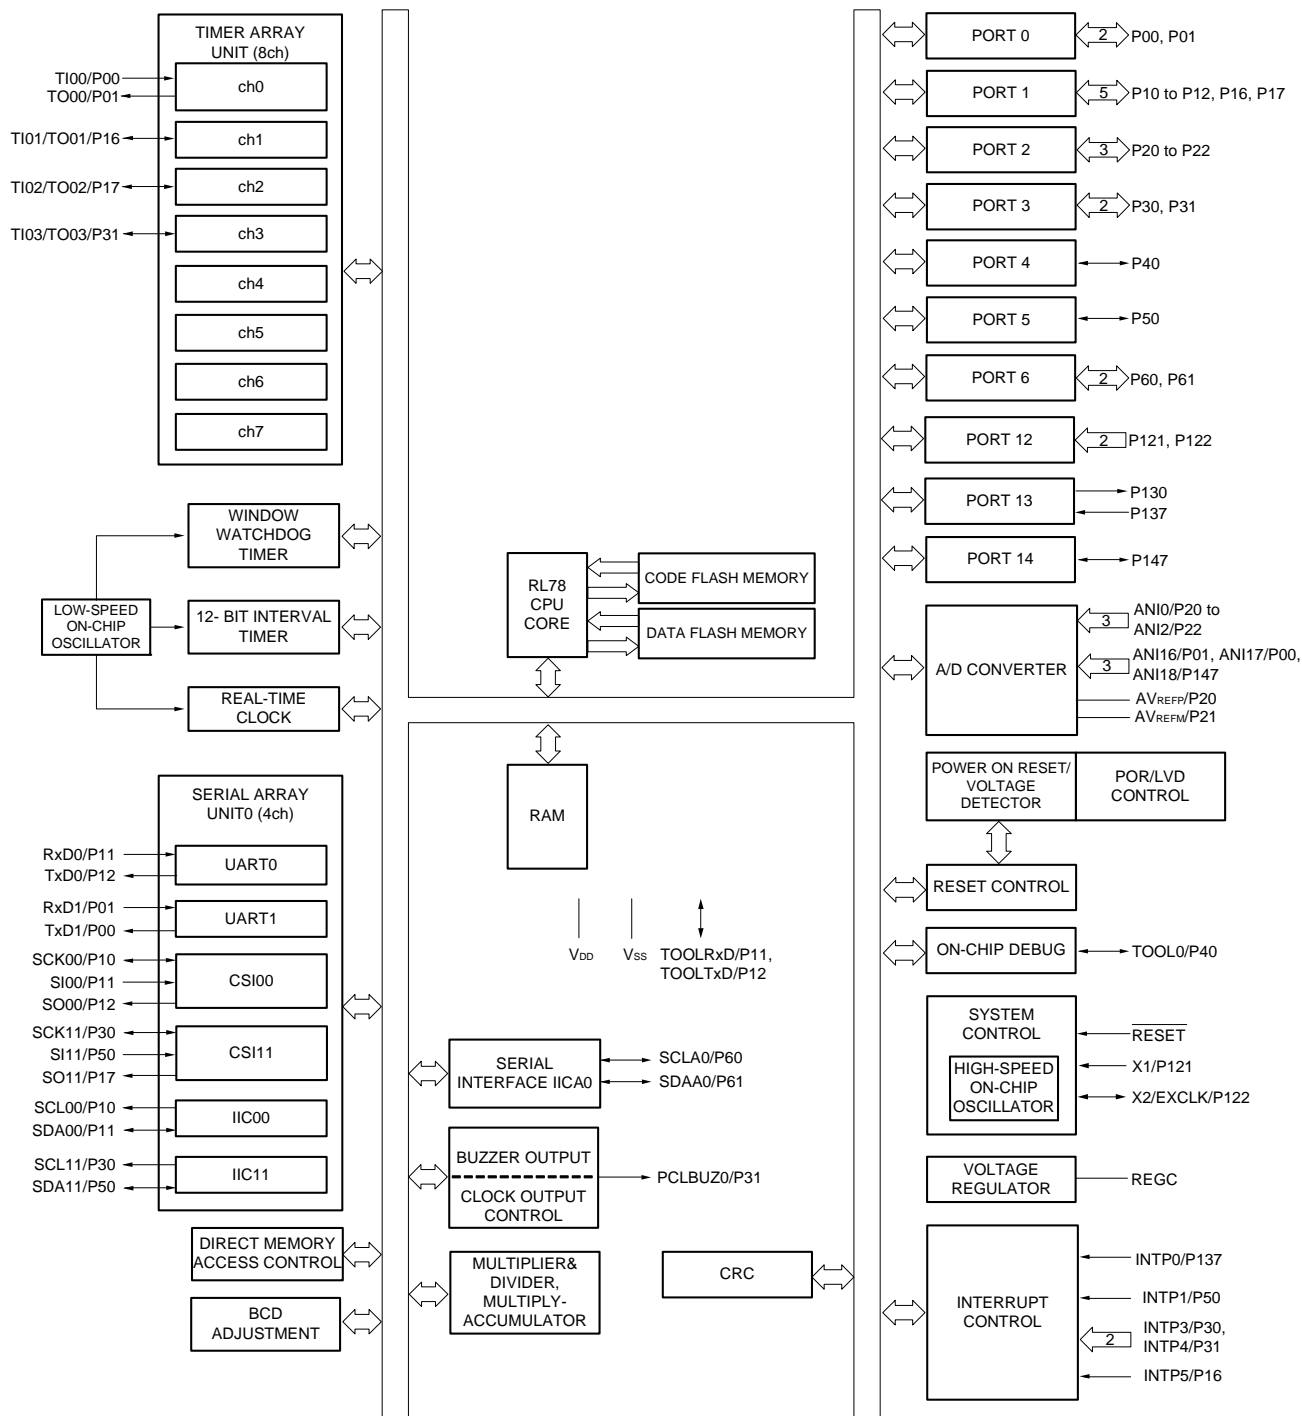 TIMER ARRAY
UNIT (8ch)
TI00/P00
TO00/P01
ch0
TI01/TO01/P16
ch1
TI02/TO02/P17
ch2
TI03/TO03/P31
ch3
ch4
ch5
ch6
ch7
WINDOW
WATCHDOG
TIMER
LOW-SPEED
ON-CHIP
OSCILLATOR
12- BIT INTERVAL
TIMER
REAL-TIME
CLOCK
SERIAL ARRAY
UNIT0 (4ch)
RxD0/P11
TxD0/P12
UART0
RxD1/P01
TxD1/P00
UART1
SCK00/P10
SI00/P11
SO00/P12
CSI00
SCK11/P30
SI11/P50
SO11/P17
CSI11
SCL00/P10
SDA00/P11
IIC00
SCL11/P30
SDA11/P50
IIC11
DIRECT MEMORY
ACCESS CONTROL
BCD
ADJUSTMENT
RL78
CPU
CORE
CODE FLASH MEMORY
DATA FLASH MEMORY
RAM
VDD
VSS
TOOLRxD/P11,
TOOLTxD/P12
SERIAL
INTERFACE IICA0
SCLA0/P60
SDAA0/P61
BUZZER OUTPUT
CLOCK OUTPUT
CONTROL
PCLBUZ0/P31
MULTIPLIER&
DIVIDER,
MULTIPLY-
ACCUMULATOR
CRC
PORT 0
2
P00, P01
PORT 1
5
P10 to P12, P16, P17
PORT 2
3
P20 to P22
PORT 3
2
P30, P31
PORT 4
P40
PORT 5
P50
PORT 6
2
P60, P61
PORT 12
2
P121, P122
PORT 13
P130
P137
PORT 14
P147
A/D CONVERTER
3
ANI0/P20 to
ANI2/P22
3
ANI16/P01, ANI17/P00,
ANI18/P147
AVREFP/P20
AVREFM/P21
POWER ON RESET/
VOLTAGE
DETECTOR
POR/LVD
CONTROL
RESET CONTROL
ON-CHIP DEBUG
TOOL0/P40
SYSTEM
CONTROL
HIGH-SPEED
ON-CHIP
OSCILLATOR
RESET
X1/P121
X2/EXCLK/P122
VOLTAGE
REGULATOR
REGC
INTERRUPT
CONTROL
INTP0/P137
INTP1/P50
2
INTP3/P30,
INTP4/P31
INTP5/P16